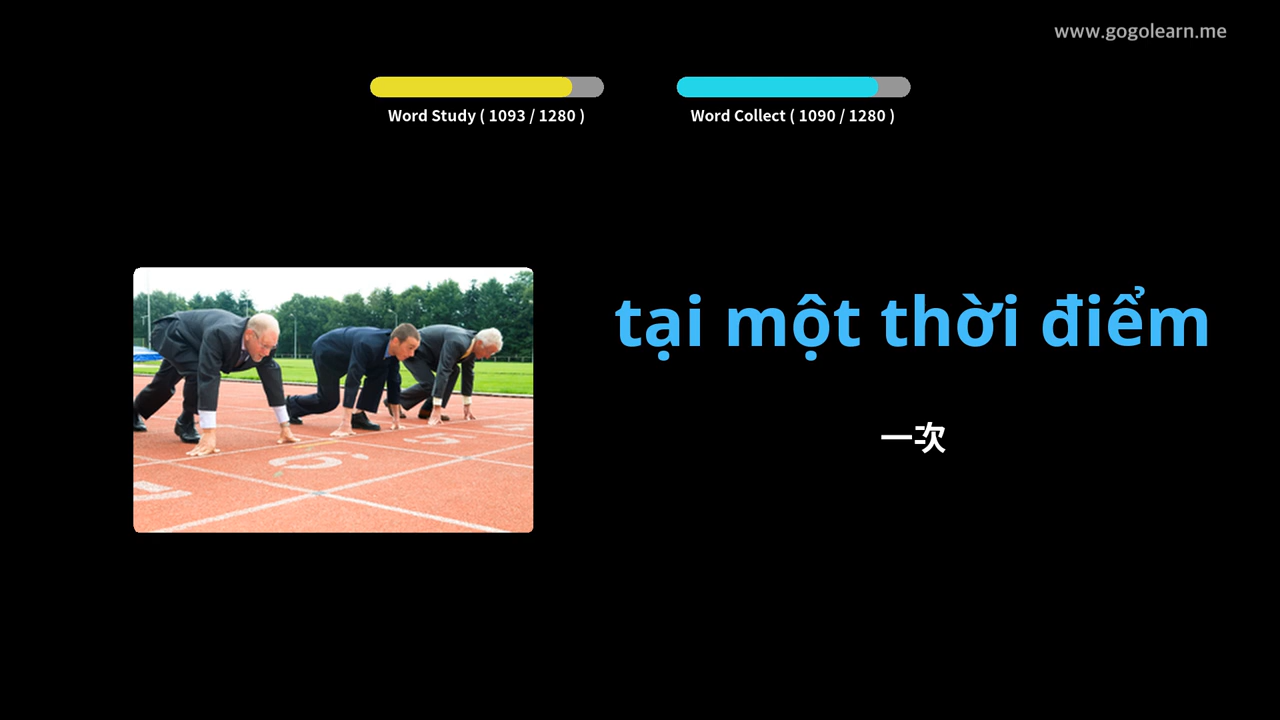 www.gogolearn.me
Word Study ( 1093 / 1280 )
Word Collect ( 1090 / 1280 )
tại một thời điểm
一次